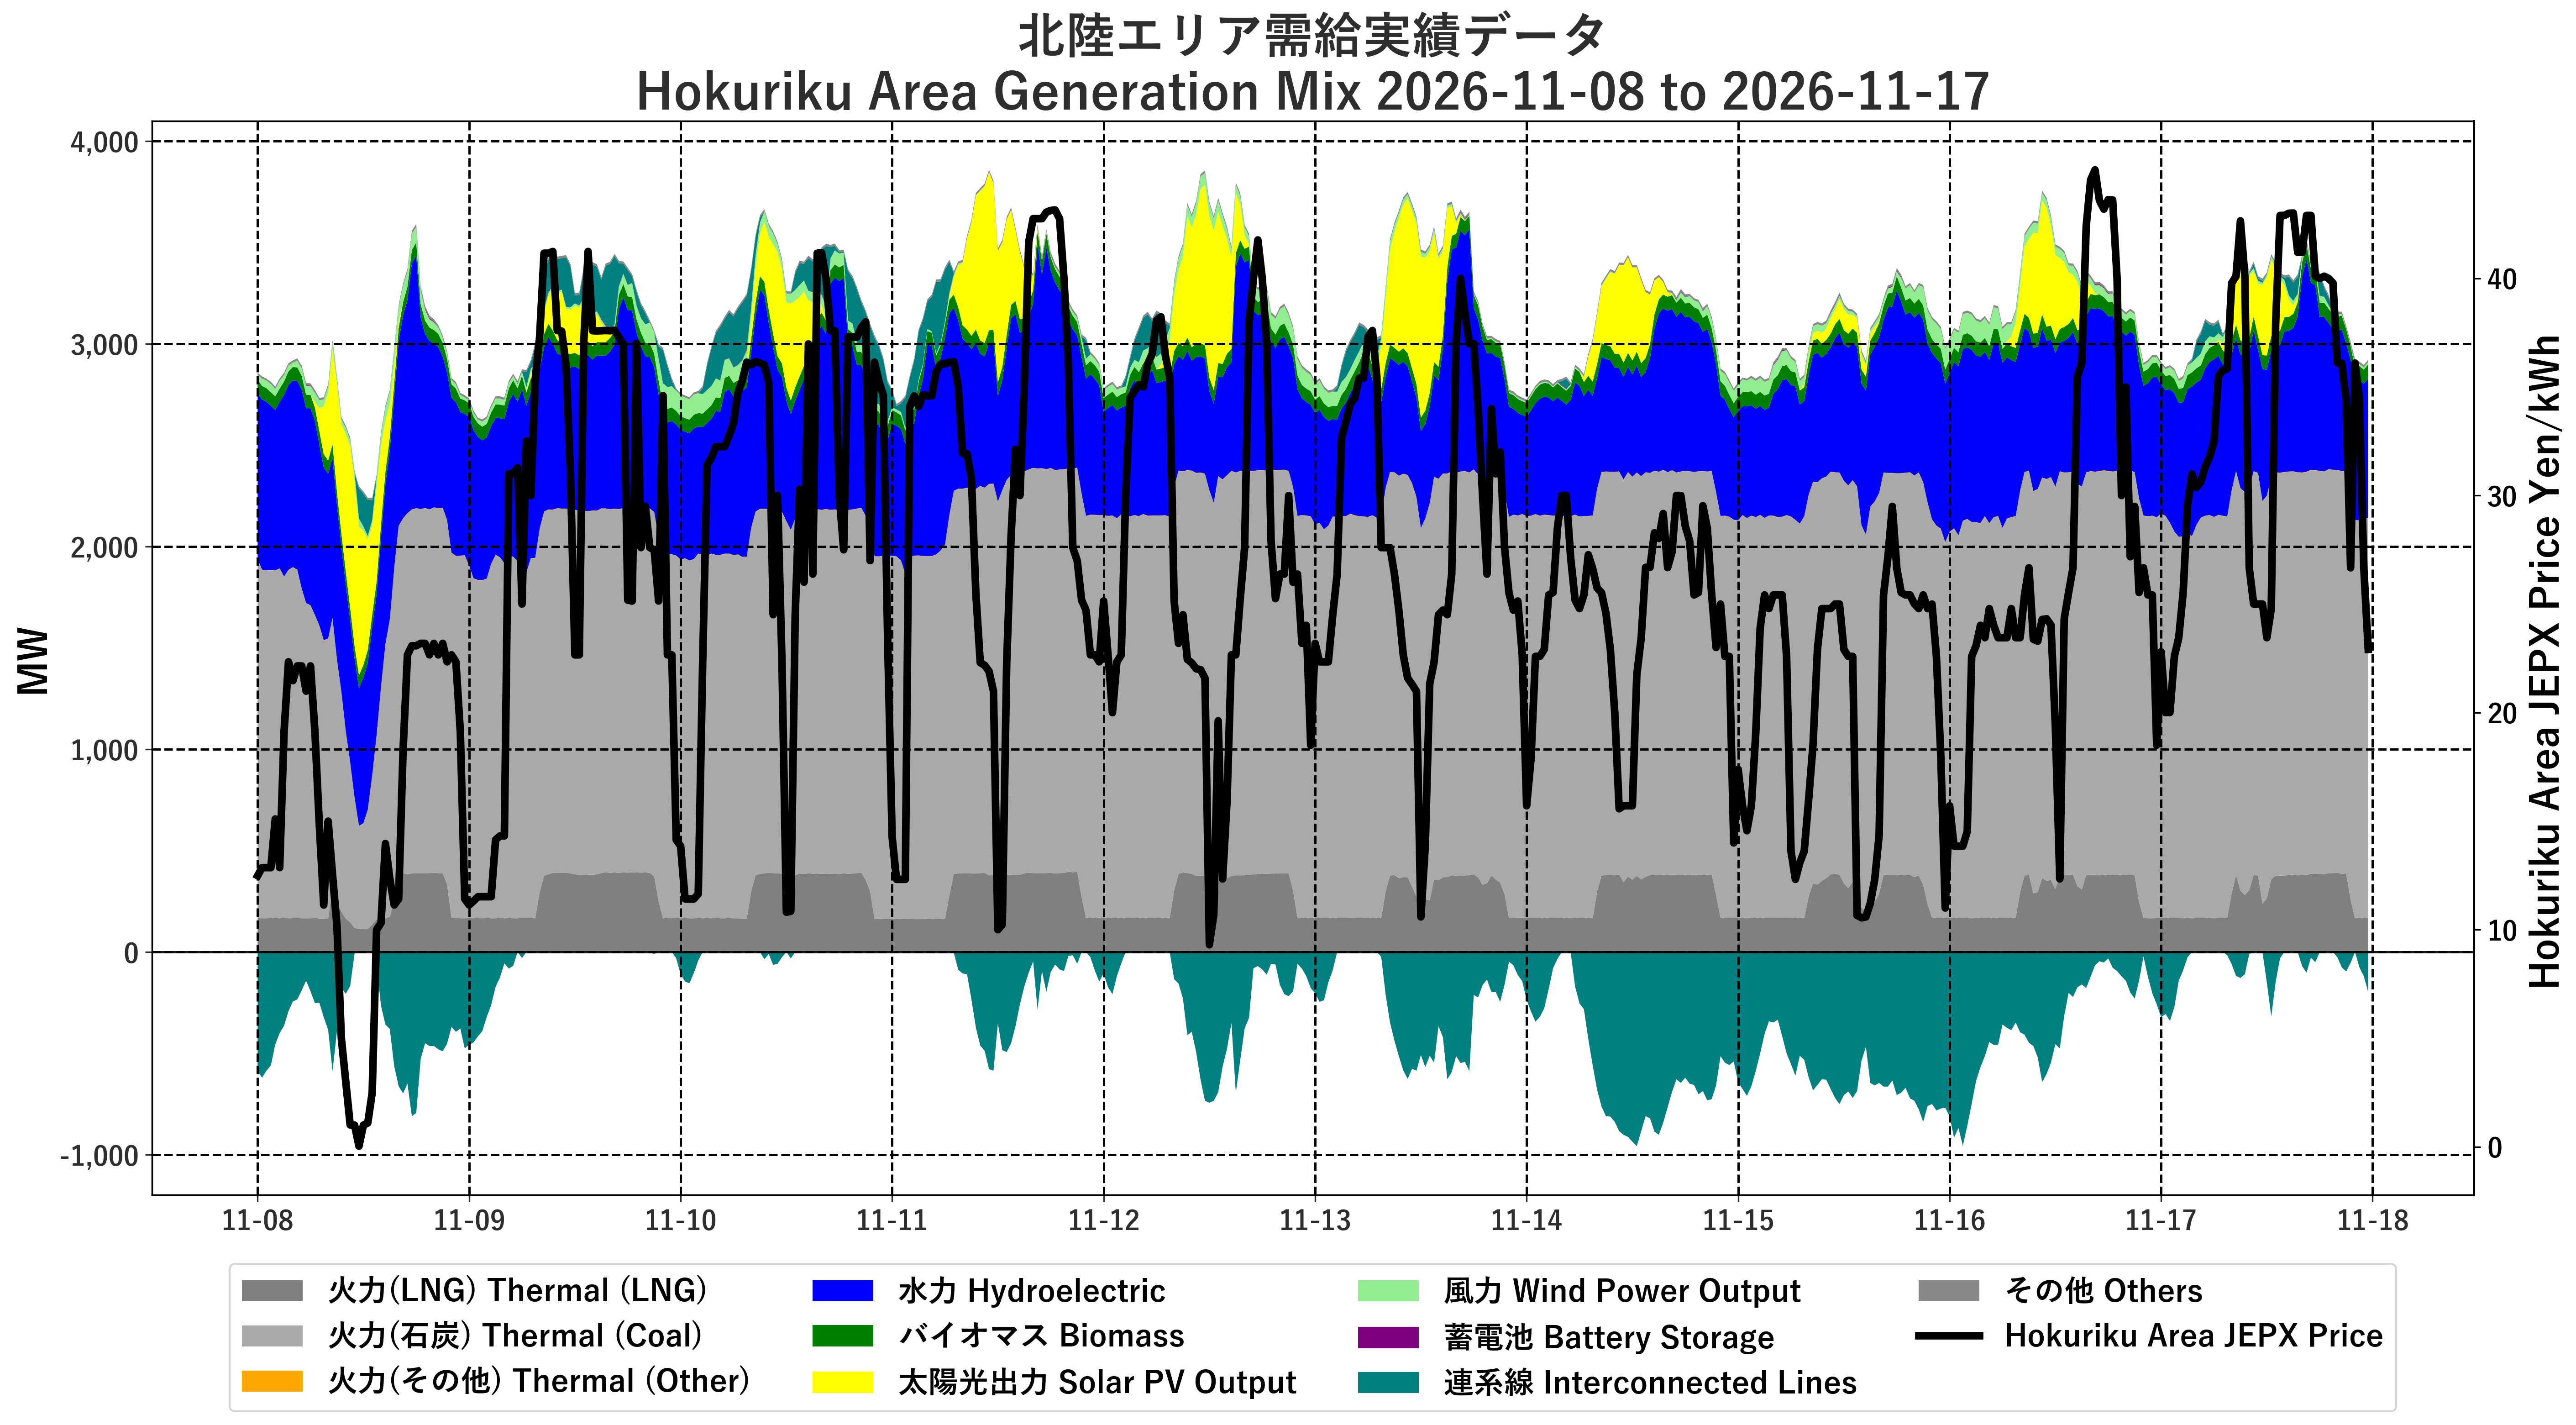 北陸エリア需給実績データ
Hokuriku Area Generation Mix 2026-11-08 to 2026-11-17
MW
4,000
3,000
2,000
1,000
0
-1,000
40
30
20
10
0
Hokuriku Area JEPX Price Yen/kWh
11-08 11-09 11-10 11-11 11-12 11-13 11-14 11-15 11-16 11-17 11-18
火力(LNG) Thermal (LNG)
火力(石炭) Thermal (Coal)
火力(その他) Thermal (Other)
水力 Hydroelectric
バイオマス Biomass
太陽光出力 Solar PV Output
風力 Wind Power Output
蓄電池 Battery Storage
連系線 Interconnected Lines
その他 Others
Hokuriku Area JEPX Price